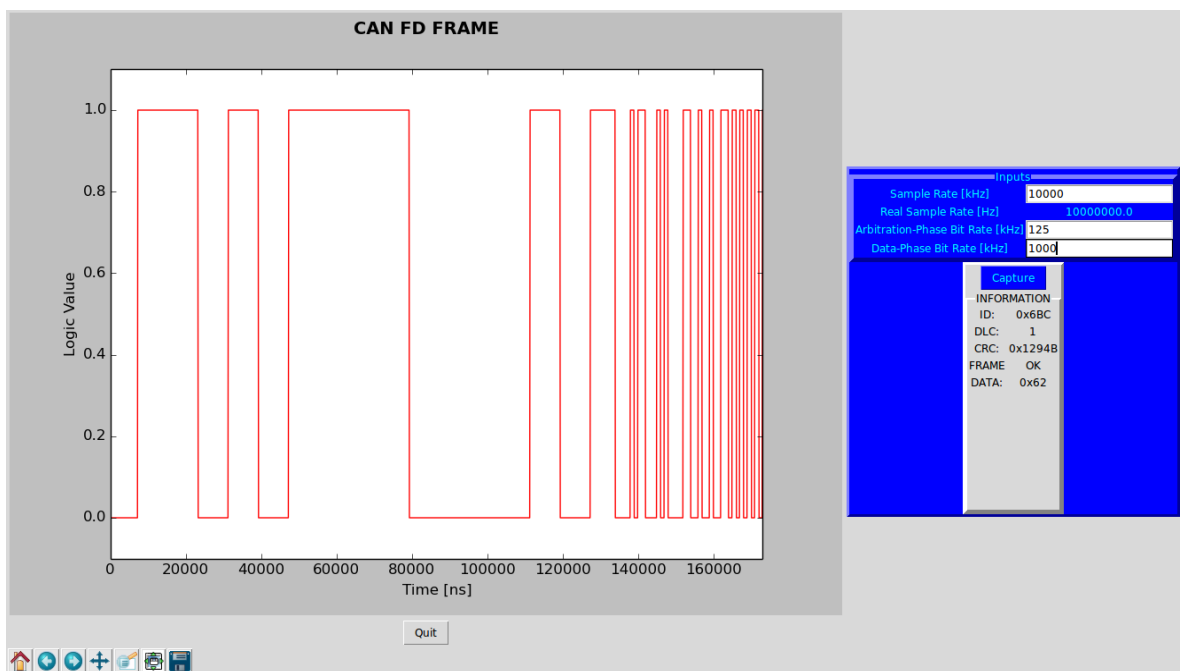 CAN FD FRAME
1.0
0.8
0.6
0.4
0.2
0.0
Logic Value
0 20000 40000 60000 80000 100000 120000 140000 160000
Time [ns]
Quit
Inputs
Sample Rate [kHz] 10000
Real Sample Rate [Hz] 10000000.0
Arbitration-Phase Bit Rate [kHz] 125
Data-Phase Bit Rate [kHz] 1000
Capture
INFORMATION
ID: 0x6BC
DLC: 1
CRC: 0x1294B
FRAME OK
DATA: 0x62